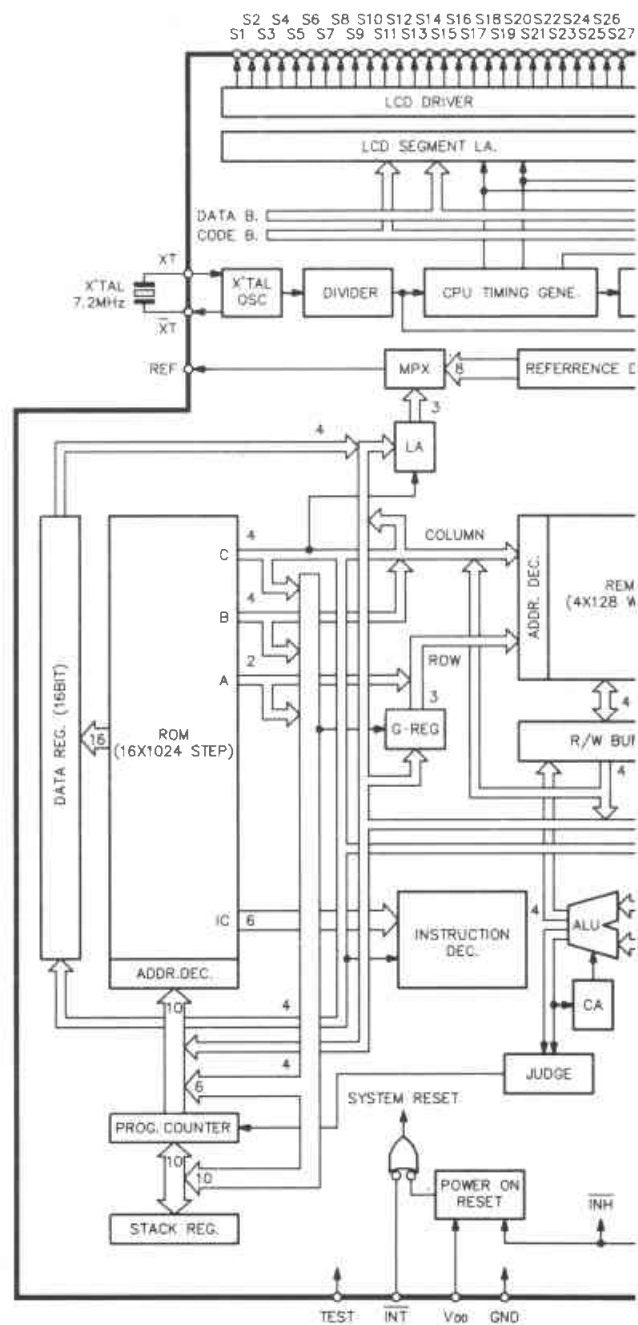 S2 S4 S6 S8 S10 S12 S14 S16 S18 S20 S22 S24 S26
S1 S3 S5 S7 S9 S11 S13 S15 S17 S19 S21 S23 S25 S27
LCD DRIVER
LCD SEGMENT LA.
DATA B.
CODE B.
XT
X'TAL
7.2MHz
XT
X'TAL
OSC
DIVIDER
CPU TIMING GENE.
REF
MPX
8
REFERRENCE D
3
4
LA
4
C
COLUMN
ADDR. DEC.
REM
(4X128 W
4
B
2
A
ROW
3
4
DATA REG. (16BIT)
16
ROM
(16X1024 STEP)
G-REG
R/W BUF
4
IC
6
INSTRUCTION
DEC.
4
ALU
ADDR.DEC.
10
4
CA
4
6
JUDGE
SYSTEM RESET
PROG. COUNTER
10
10
POWER ON
RESET
INH
STACK REG.
TEST
INT
VDD
GND